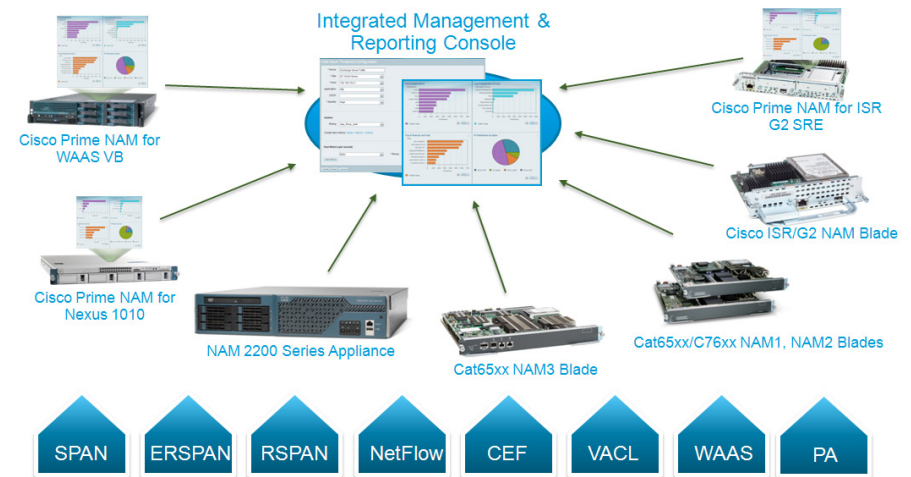 Integrated Management &
Reporting Console
Cisco Prime NAM for
WAAS VB
Cisco Prime NAM for ISR
G2 SRE
Cisco ISR/G2 NAM Blade
Cisco Prime NAM for
Nexus 1010
NAM 2200 Series Appliance
Cat65xx NAM3 Blade
Cat65xx/C76xx NAM1, NAM2 Blades
SPAN
ERSPAN
RSPAN
NetFlow
CEF
VACL
WAAS
PA